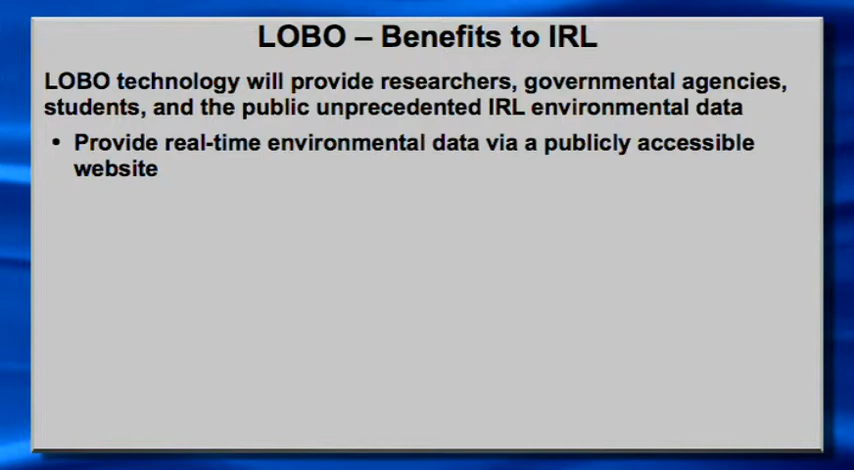 LOBO – Benefits to IRL
LOBO technology will provide researchers, governmental agencies,
students, and the public unprecedented IRL environmental data
• Provide real-time environmental data via a publicly accessible
website